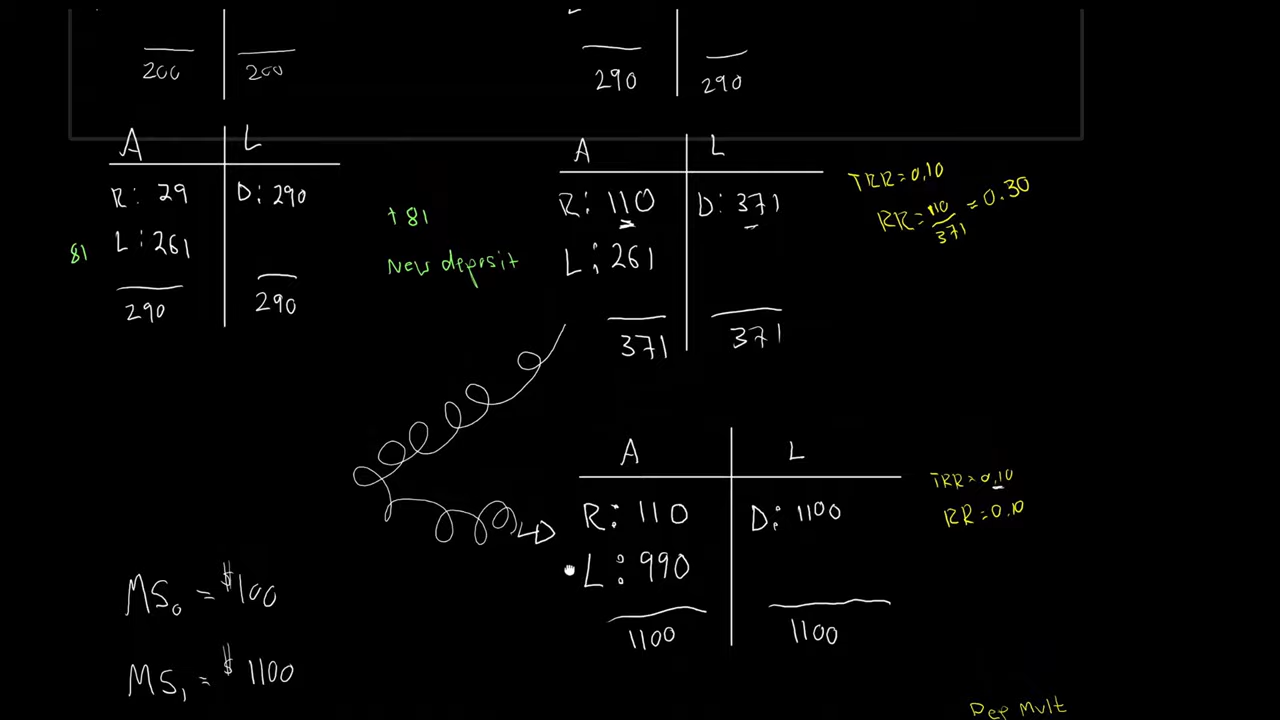 200 200
290 290
A L
R: 29 D: 290
81 L: 261
290 290
+81
New deposit
A L
R: 110 D: 371
L: 261
371 371
TRR=0.10
RR=110/371=0.30
A L
R: 110 D: 1100
L: 990
1100 1100
TRR=0.10
RR=0.10
MS₀ = $100
MS₁ = $1100
Dep Mult